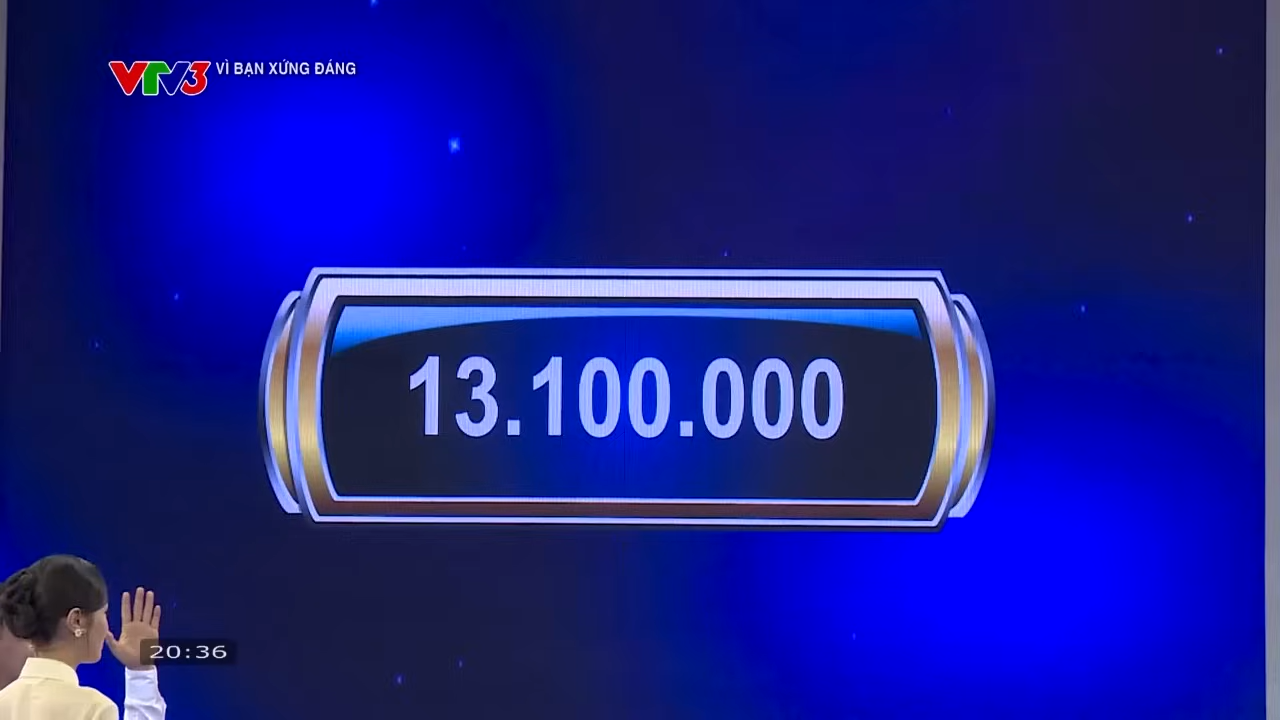 VTV3 VÌ BẠN XỨNG ĐÁNG
13.100.000
20:36